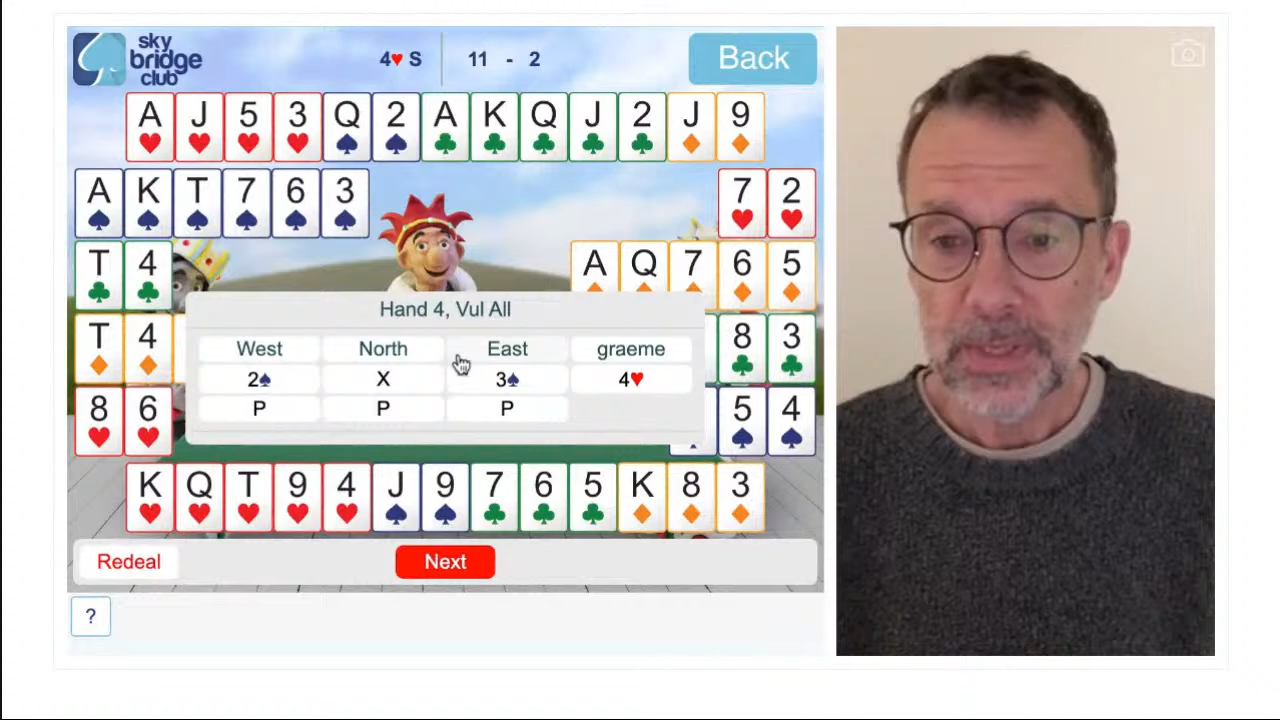 sky
bridge
club
4♥ S 11 - 2
Back
A J 5 3 Q 2 A K Q J 2 J 9
A K T 7 6 3
7 2
T 4
A Q 7 6 5
Hand 4, Vul All
T 4
8 3
West North East graeme
2♠ X 3♠ 4♥
P P P
8 6
5 4
K Q T 9 4 J 9 7 6 5 K 8 3
Redeal
Next
?